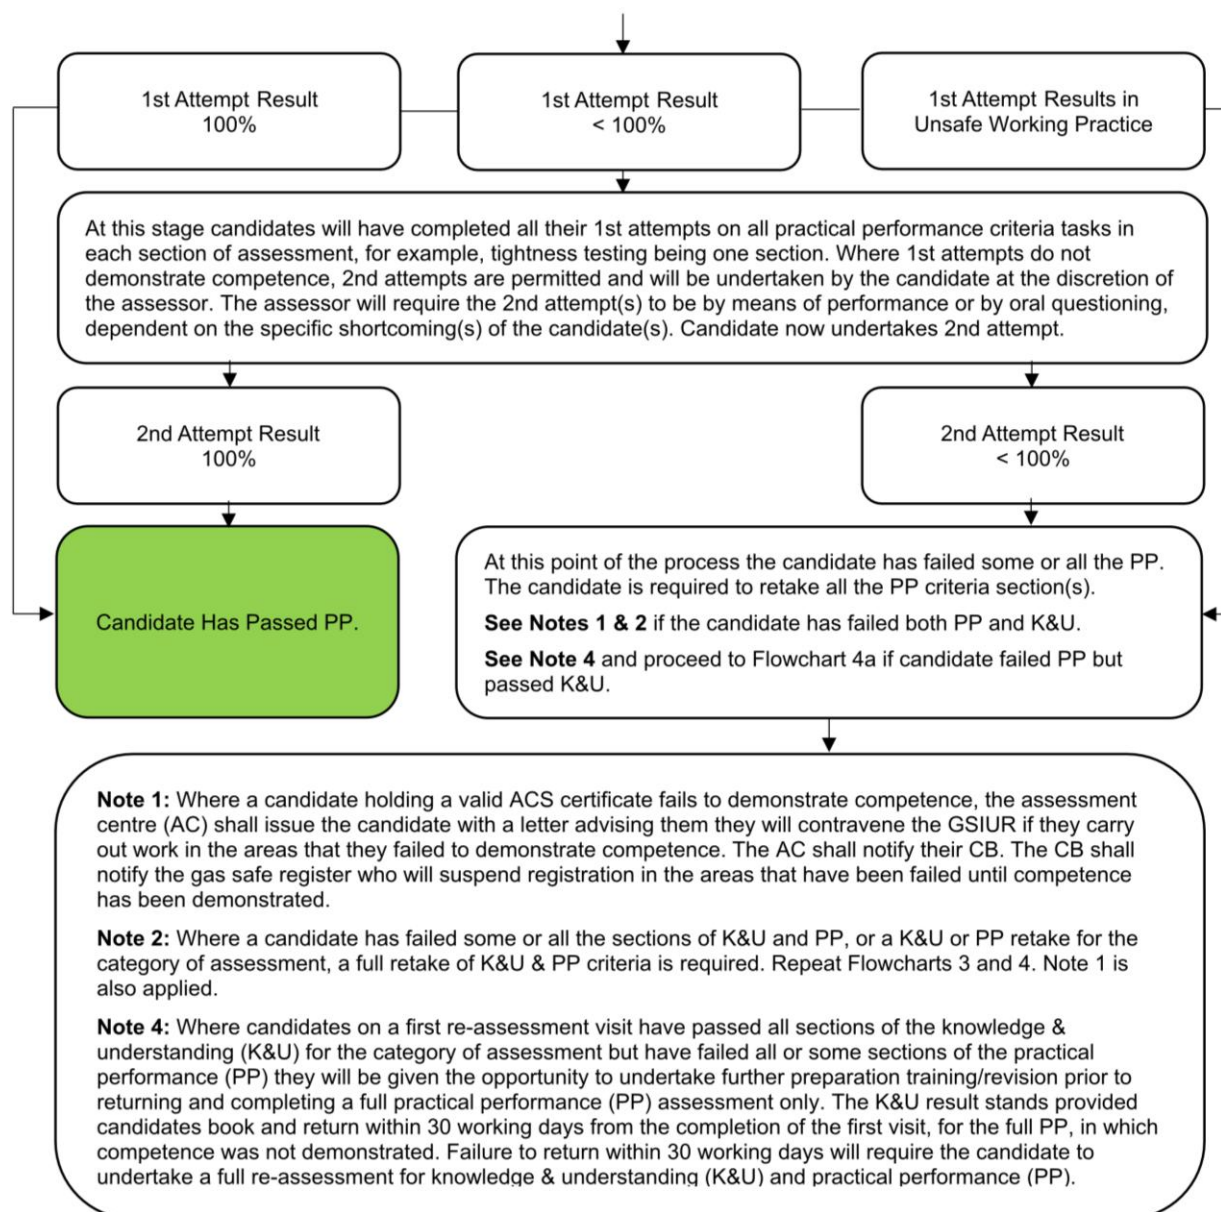 1st Attempt Result
100%
1st Attempt Result
< 100%
1st Attempt Results in
Unsafe Working Practice
At this stage candidates will have completed all their 1st attempts on all practical performance criteria tasks in
each section of assessment, for example, tightness testing being one section. Where 1st attempts do not
demonstrate competence, 2nd attempts are permitted and will be undertaken by the candidate at the discretion of
the assessor. The assessor will require the 2nd attempt(s) to be by means of performance or by oral questioning,
dependent on the specific shortcoming(s) of the candidate(s). Candidate now undertakes 2nd attempt.
2nd Attempt Result
100%
2nd Attempt Result
< 100%
Candidate Has Passed PP.
At this point of the process the candidate has failed some or all the PP.
The candidate is required to retake all the PP criteria section(s).
See Notes 1 & 2 if the candidate has failed both PP and K&U.
See Note 4 and proceed to Flowchart 4a if candidate failed PP but
passed K&U.
Note 1: Where a candidate holding a valid ACS certificate fails to demonstrate competence, the assessment
centre (AC) shall issue the candidate with a letter advising them they will contravene the GSIUR if they carry
out work in the areas that they failed to demonstrate competence. The AC shall notify their CB. The CB shall
notify the gas safe register who will suspend registration in the areas that have been failed until competence
has been demonstrated.
Note 2: Where a candidate has failed some or all the sections of K&U and PP, or a K&U or PP retake for the
category of assessment, a full retake of K&U & PP criteria is required. Repeat Flowcharts 3 and 4. Note 1 is
also applied.
Note 4: Where candidates on a first re-assessment visit have passed all sections of the knowledge &
understanding (K&U) for the category of assessment but have failed all or some sections of the practical
performance (PP) they will be given the opportunity to undertake further preparation training/revision prior to
returning and completing a full practical performance (PP) assessment only. The K&U result stands provided
candidates book and return within 30 working days from the completion of the first visit, for the full PP, in which
competence was not demonstrated. Failure to return within 30 working days will require the candidate to
undertake a full re-assessment for knowledge & understanding (K&U) and practical performance (PP).